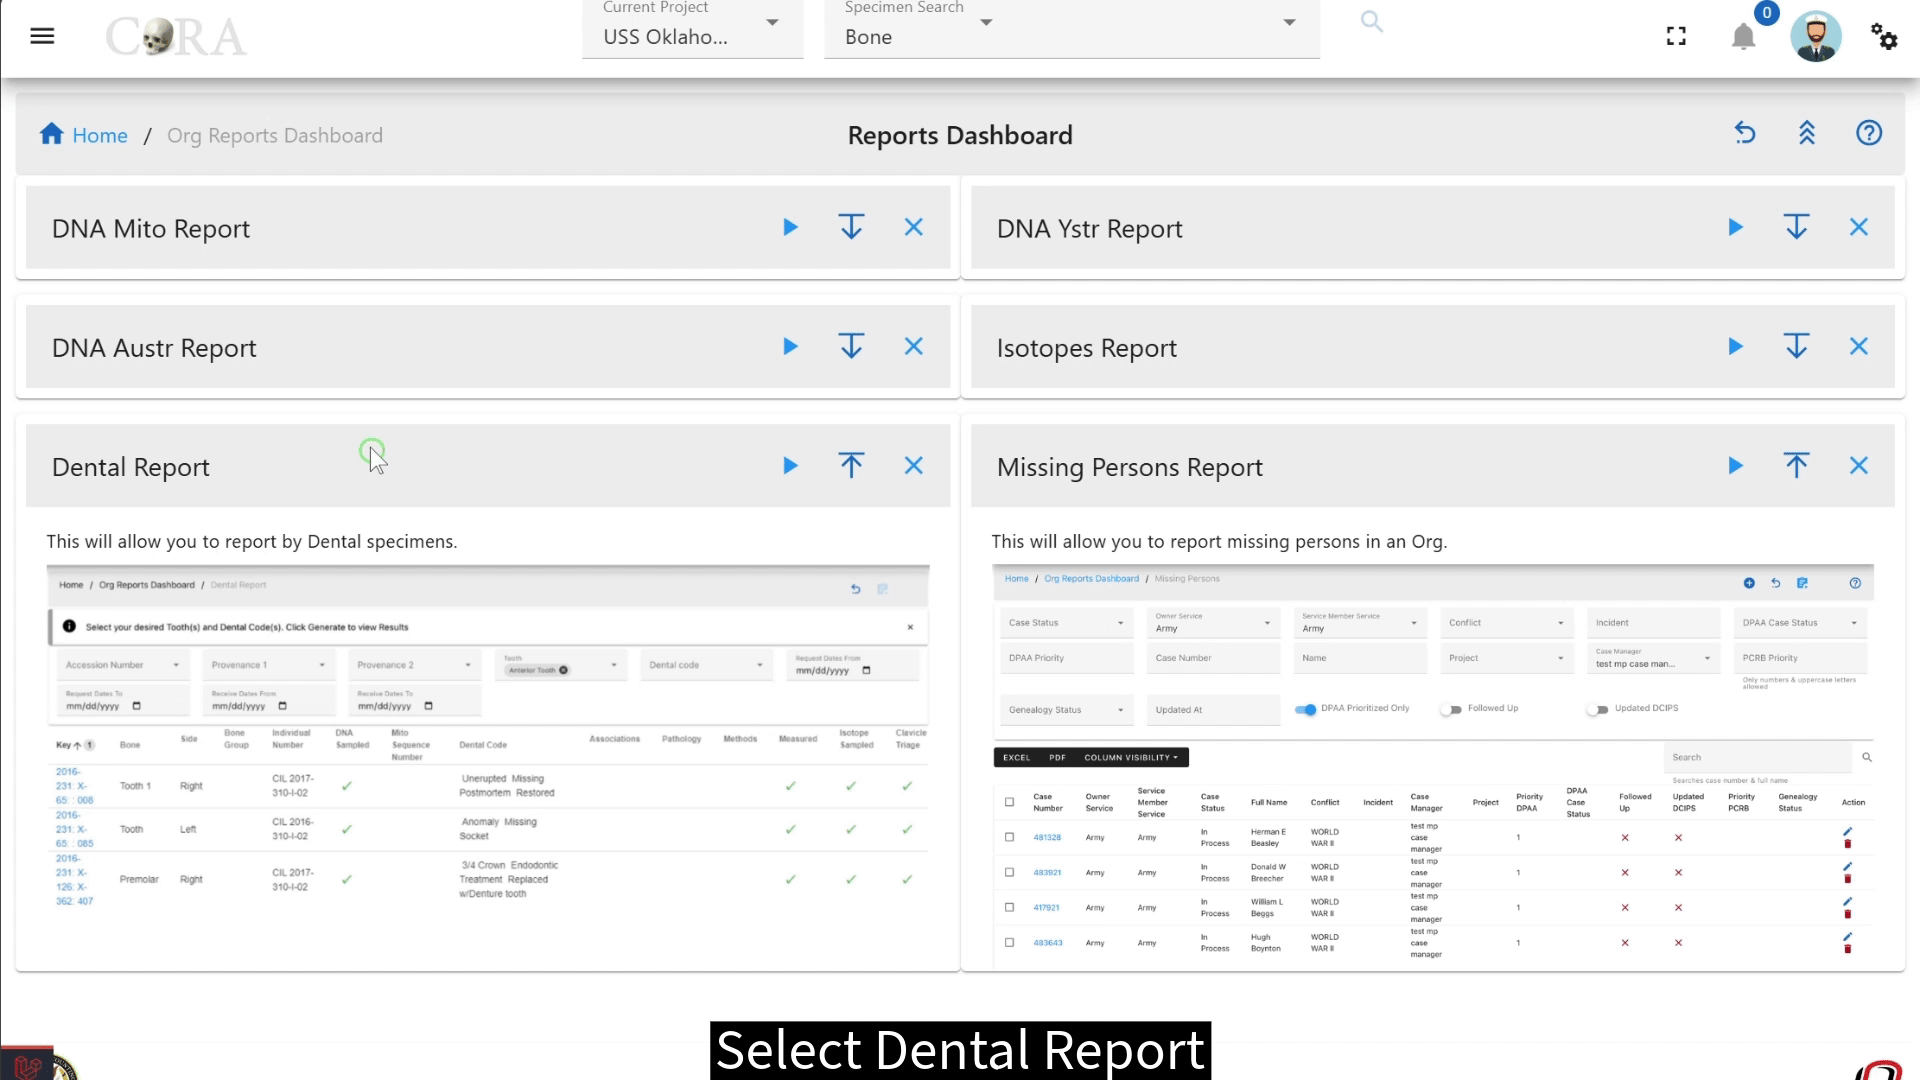 CORA
Current Project
USS Oklaho...
Specimen Search
Bone
0
Home / Org Reports Dashboard
Reports Dashboard
DNA Mito Report
DNA Ystr Report
DNA Austr Report
Isotopes Report
Dental Report
Missing Persons Report
This will allow you to report by Dental specimens.
Home / Org Reports Dashboard / Dental Report
Select your desired Tooth(s) and Dental Code(s). Click Generate to view Results
Accession Number
Provenance 1
Provenance 2
Tooth
Anterior Tooth
Dental code
Request Dates From
mm/dd/yyyy
Request Dates To
mm/dd/yyyy
Receive Dates From
mm/dd/yyyy
Receive Dates To
mm/dd/yyyy
Key 1 Bone Side Bone Group Individual Number DNA Sampled Mito Sequence Number Dental Code Associations Pathology Methods Measured Isotope Sampled Clavicle Triage
2016-231: X-65: : 008 Tooth 1 Right CIL 2017-310-I-02 Unerupted Missing Postmortem Restored
2016-231: X-65: : 085 Tooth Left CIL 2016-310-I-02 Anomaly Missing Socket
2016-231: X-126: X-362: 407 Premolar Right CIL 2017-310-I-02 3/4 Crown Endodontic Treatment Replaced w/Denture tooth
This will allow you to report missing persons in an Org.
Home / Org Reports Dashboard / Missing Persons
Case Status
Owner Service
Army
Service Member Service
Army
Conflict
Incident
DPAA Case Status
DPAA Priority
Case Number
Name
Project
Case Manager
test mp case man...
PCRB Priority
Only numbers & uppercase letters allowed
Genealogy Status
Updated At
DPAA Prioritized Only
Followed Up
Updated DCIPS
EXCEL PDF COLUMN VISIBILITY
Search
Searches case number & full name
Case Number Owner Service Service Member Service Case Status Full Name Conflict Incident Case Manager Project Priority DPAA DPAA Case Status Followed Up Updated DCIPS Priority PCRB Genealogy Status Action
481328 Army Army In Process Herman E Beasley WORLD WAR II test mp case manager 1
483921 Army Army In Process Donald W Breecher WORLD WAR II test mp case manager 1
417921 Army Army In Process William L Beggs WORLD WAR II test mp case manager 1
483643 Army Army In Process Hugh Boynton WORLD WAR II test mp case manager 1
Select Dental Report